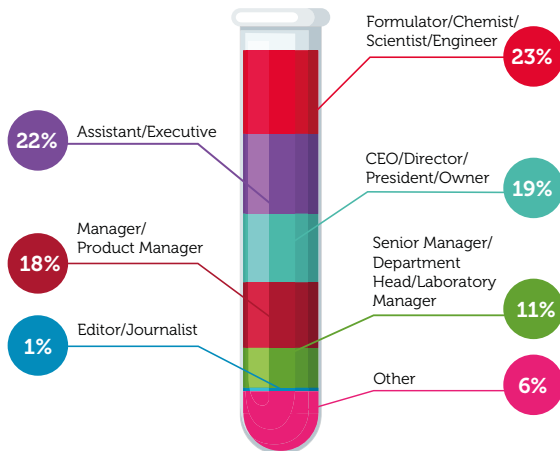 Formulator/Chemist/
Scientist/Engineer
23%
22%
Assistant/Executive
CEO/Director/
President/Owner
19%
Manager/
Product Manager
18%
Senior Manager/
Department
Head/Laboratory
Manager
11%
Editor/Journalist
1%
Other
6%